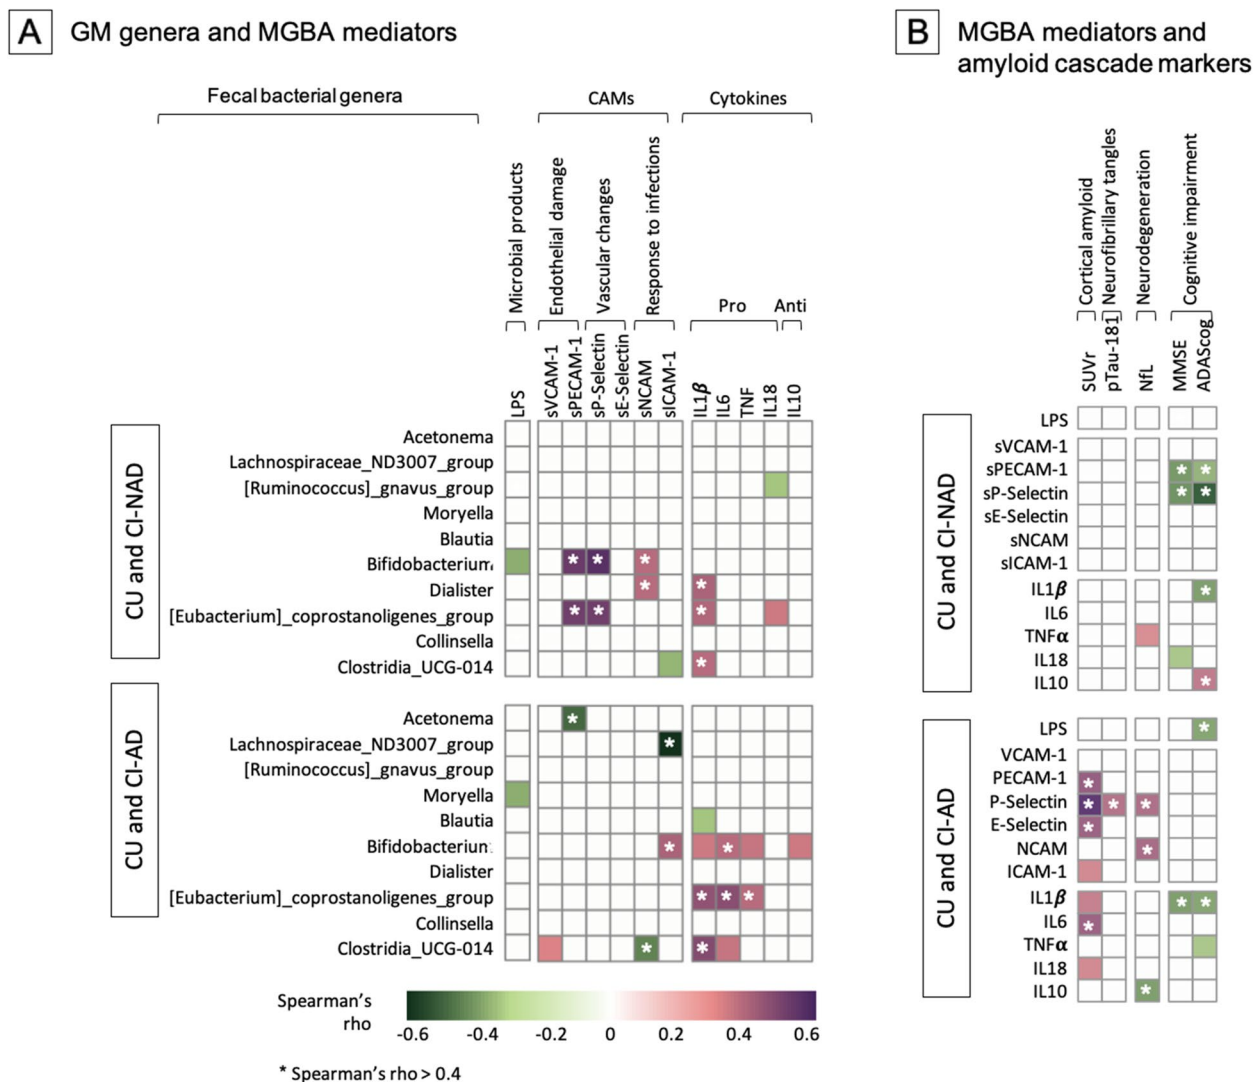 A
GM genera and MGBA mediators
Fecal bacterial genera
CAMs
Cytokines
Microbial products
Endothelial damage
Vascular changes
Response to infections
Pro
Anti
LPS
sVCAM-1
sPECAM-1
sP-Selectin
sE-Selectin
sNCAM
sICAM-1
IL1β
IL6
TNF
IL18
IL10
CU and CI-NAD
Acetonema
Lachnospiraceae_ND3007_group
[Ruminococcus]_gnavus_group
Moryella
Blautia
Bifidobacterium
* * *
Dialister
* *
[Eubacterium]_coprostanoligenes_group
* * *
Collinsella
Clostridia_UCG-014
*
CU and CI-AD
Acetonema
*
Lachnospiraceae_ND3007_group
*
[Ruminococcus]_gnavus_group
Moryella
Blautia
Bifidobacteriun
* *
Dialister
[Eubacterium]_coprostanoligenes_group
* * *
Collinsella
Clostridia_UCG-014
* *
Spearman's
rho
-0.6 -0.4 -0.2 0 0.2 0.4 0.6
* Spearman's rho > 0.4
B
MGBA mediators and
amyloid cascade markers
Cortical amyloid
Neurofibrillary tangles
Neurodegeneration
Cognitive impairment
SUVr
pTau-181
NfL
MMSE
ADAScog
CU and CI-NAD
LPS
sVCAM-1
sPECAM-1
* *
sP-Selectin
* *
sE-Selectin
sNCAM
sICAM-1
IL1β
*
IL6
TNFα
IL18
IL10
*
CU and CI-AD
LPS
*
VCAM-1
PECAM-1
*
P-Selectin
* * *
E-Selectin
*
NCAM
*
ICAM-1
IL1β
* *
IL6
*
TNFα
IL18
IL10
*